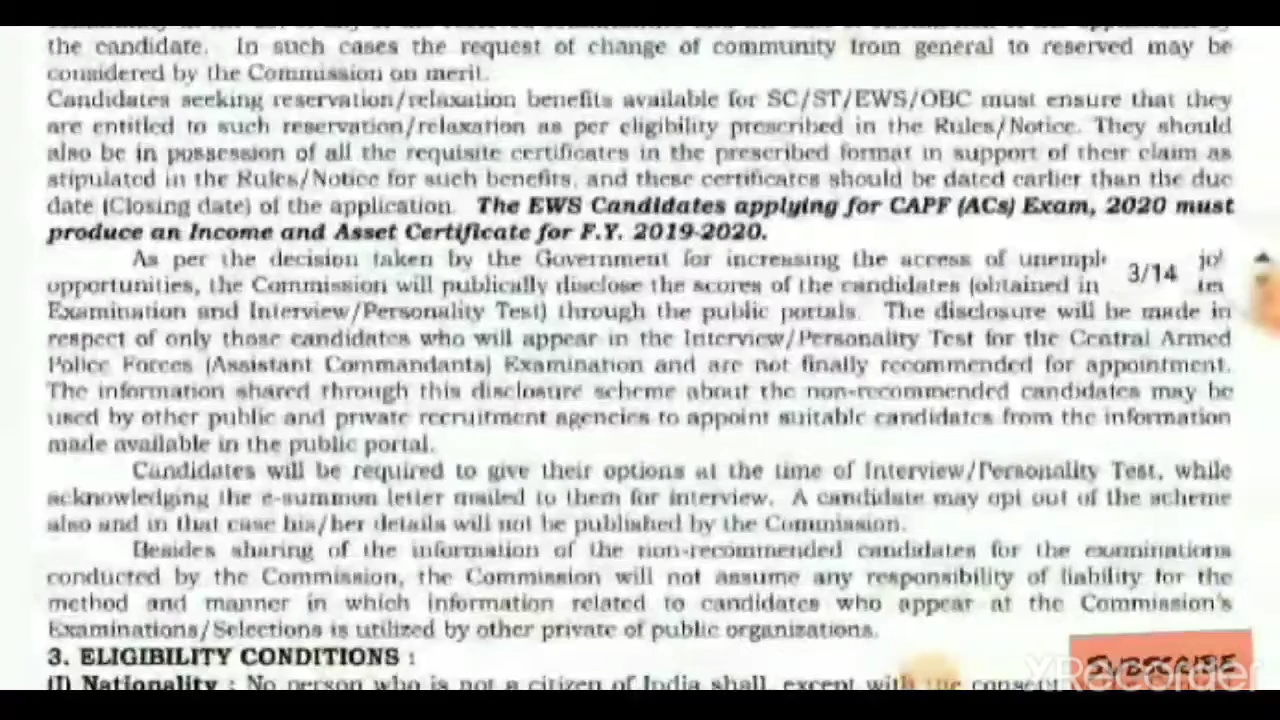 the candidate. In such cases the request of change of community from general to reserved may be
considered by the Commission on merit.
Candidates seeking reservation/relaxation benefits available for SC/ST/EWS/OBC must ensure that they
are entitled to such reservation/relaxation as per eligibility prescribed in the Rules/Notice. They should
also be in possession of all the requisite certificates in the prescribed format in support of their claim as
stipulated in the Rules/Notice for such benefits, and these certificates should be dated earlier than the due
date (Closing date) of the application. The EWS Candidates applying for CAPF (ACs) Exam, 2020 must
produce an Income and Asset Certificate for F.Y. 2019-2020.
As per the decision taken by the Government for increasing the access of unempl
3/14
opportunities, the Commission will publically disclose the scores of the candidates (obtained in
Examination and Interview/Personality Test) through the public portals. The disclosure will be made in
respect of only those candidates who will appear in the Interview/Personality Test for the Central Armed
Police Forces (Assistant Commandants) Examination and are not finally recommended for appointment.
The information shared through this disclosure scheme about the non-recommended candidates may be
used by other public and private recruitment agencies to appoint suitable candidates from the information
made available in the public portal.
Candidates will be required to give their options at the time of Interview/Personality Test, while
acknowledging the e-summon letter mailed to them for interview. A candidate may opt out of the scheme
also and in that case his/her details will not be published by the Commission.
Besides sharing of the information of the non-recommended candidates for the examinations
conducted by the Commission, the Commission will not assume any responsibility of liability for the
method and manner in which information related to candidates who appear at the Commission's
Examinations/Selections is utilized by other private of public organizations.
3. ELIGIBILITY CONDITIONS :
(I) Nationality : No person who is not a citizen of India shall, except with the consent
SUBSCRIBE
XRecorder